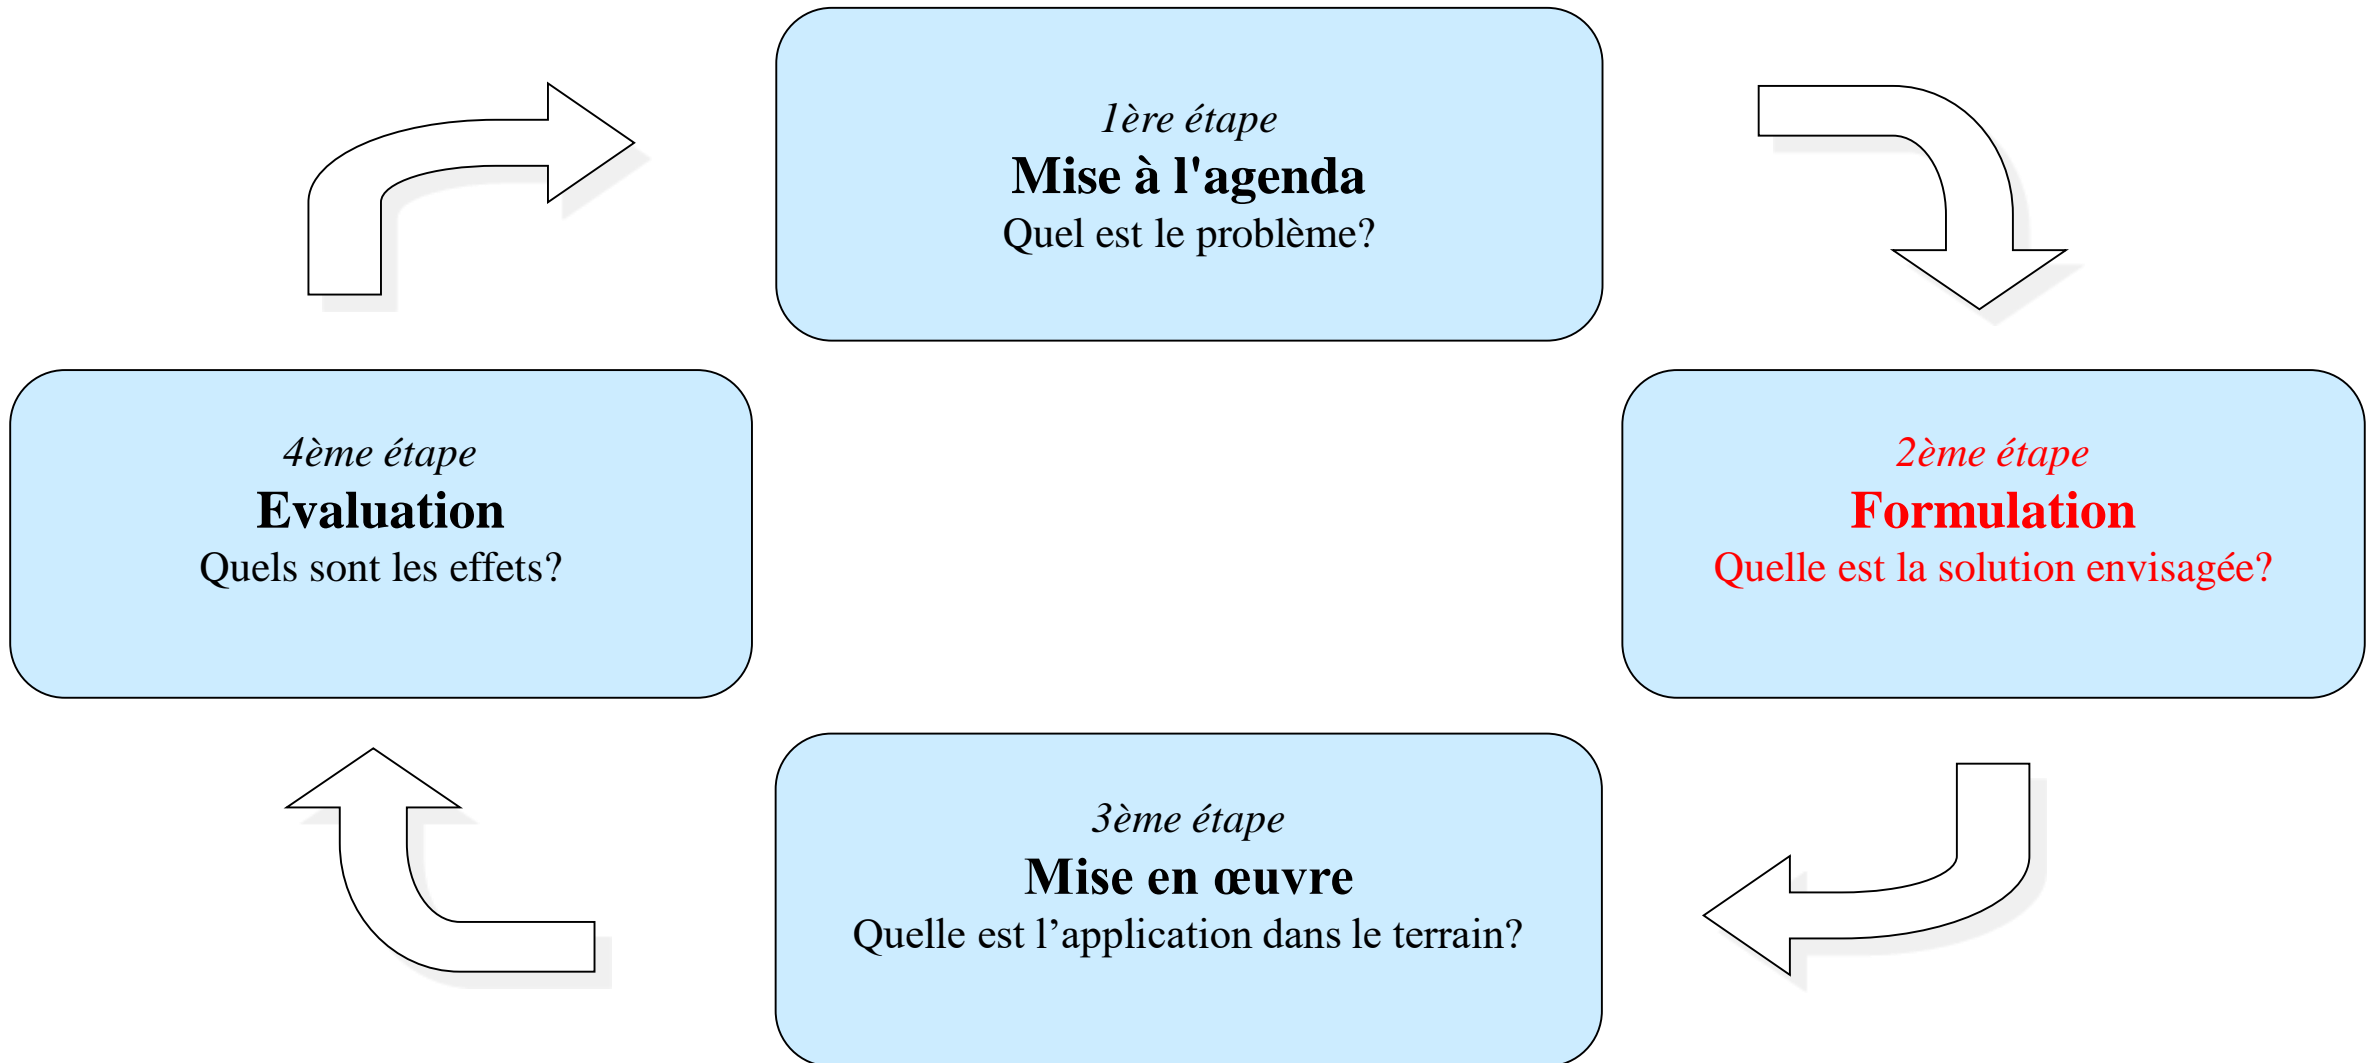 1ère étape
Mise à l'agenda
Quel est le problème?
4ème étape
Evaluation
Quels sont les effets?
2ème étape
Formulation
Quelle est la solution envisagée?
3ème étape
Mise en œuvre
Quelle est l’application dans le terrain?